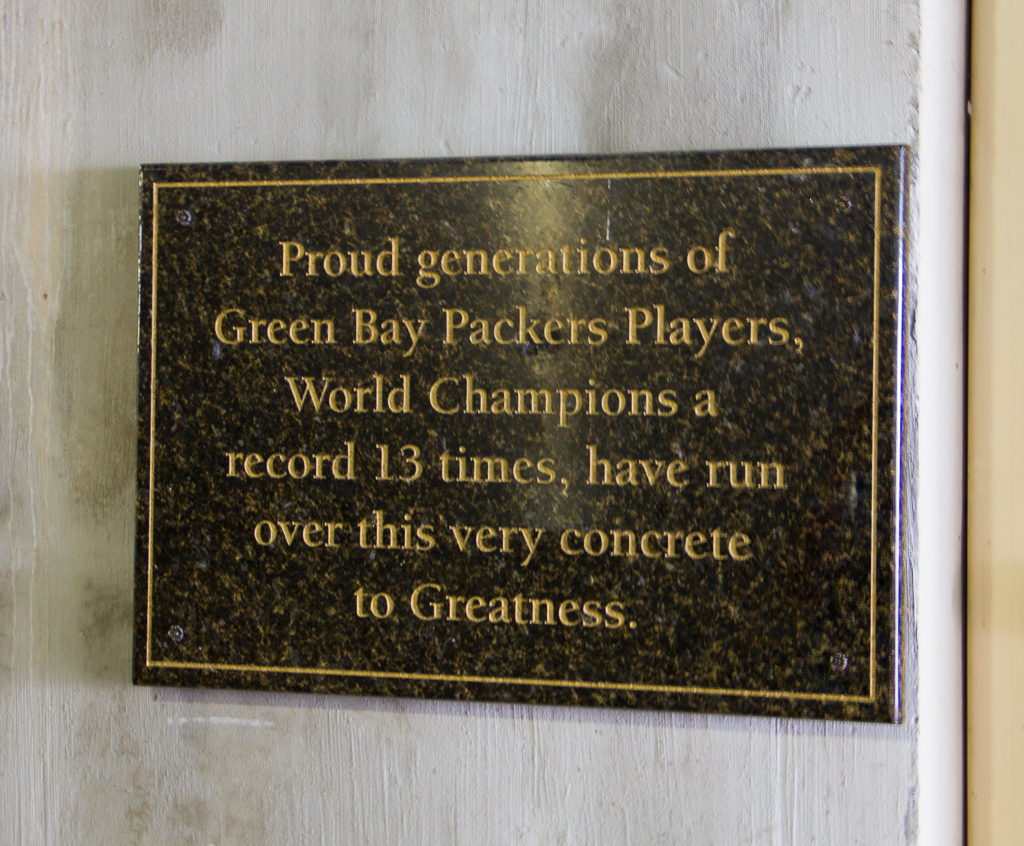 Proud generations of
Green Bay Packers Players,
World Champions a
record 13 times, have run
over this very concrete
to Greatness.